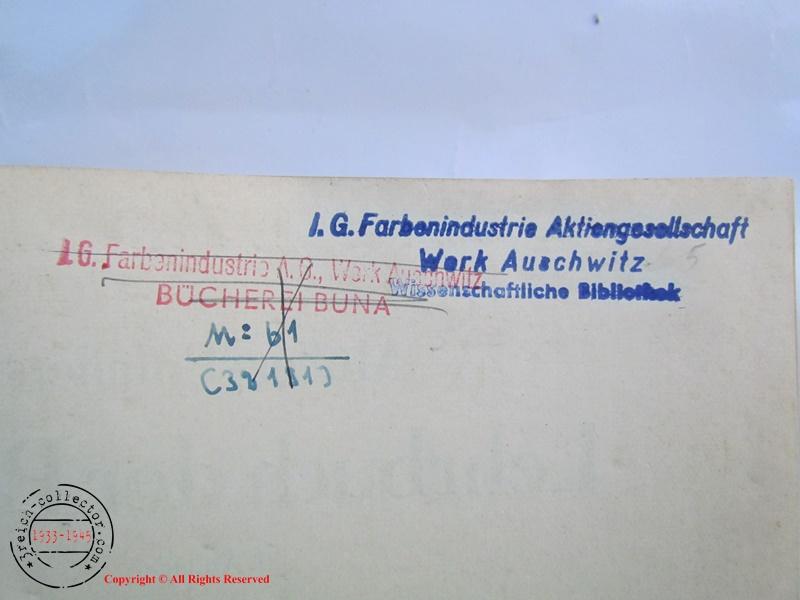 I. G. Farbenindustrie Aktiengesellschaft
Werk Auschwitz
Wissenschaftliche Bibliothek
I.G. Farbenindustrie A. G., Werk Auschwitz
BÜCHEREI BUNA
(321313)
*3reich-collector.com*
1933-1945
Copyright © All Rights Reserved